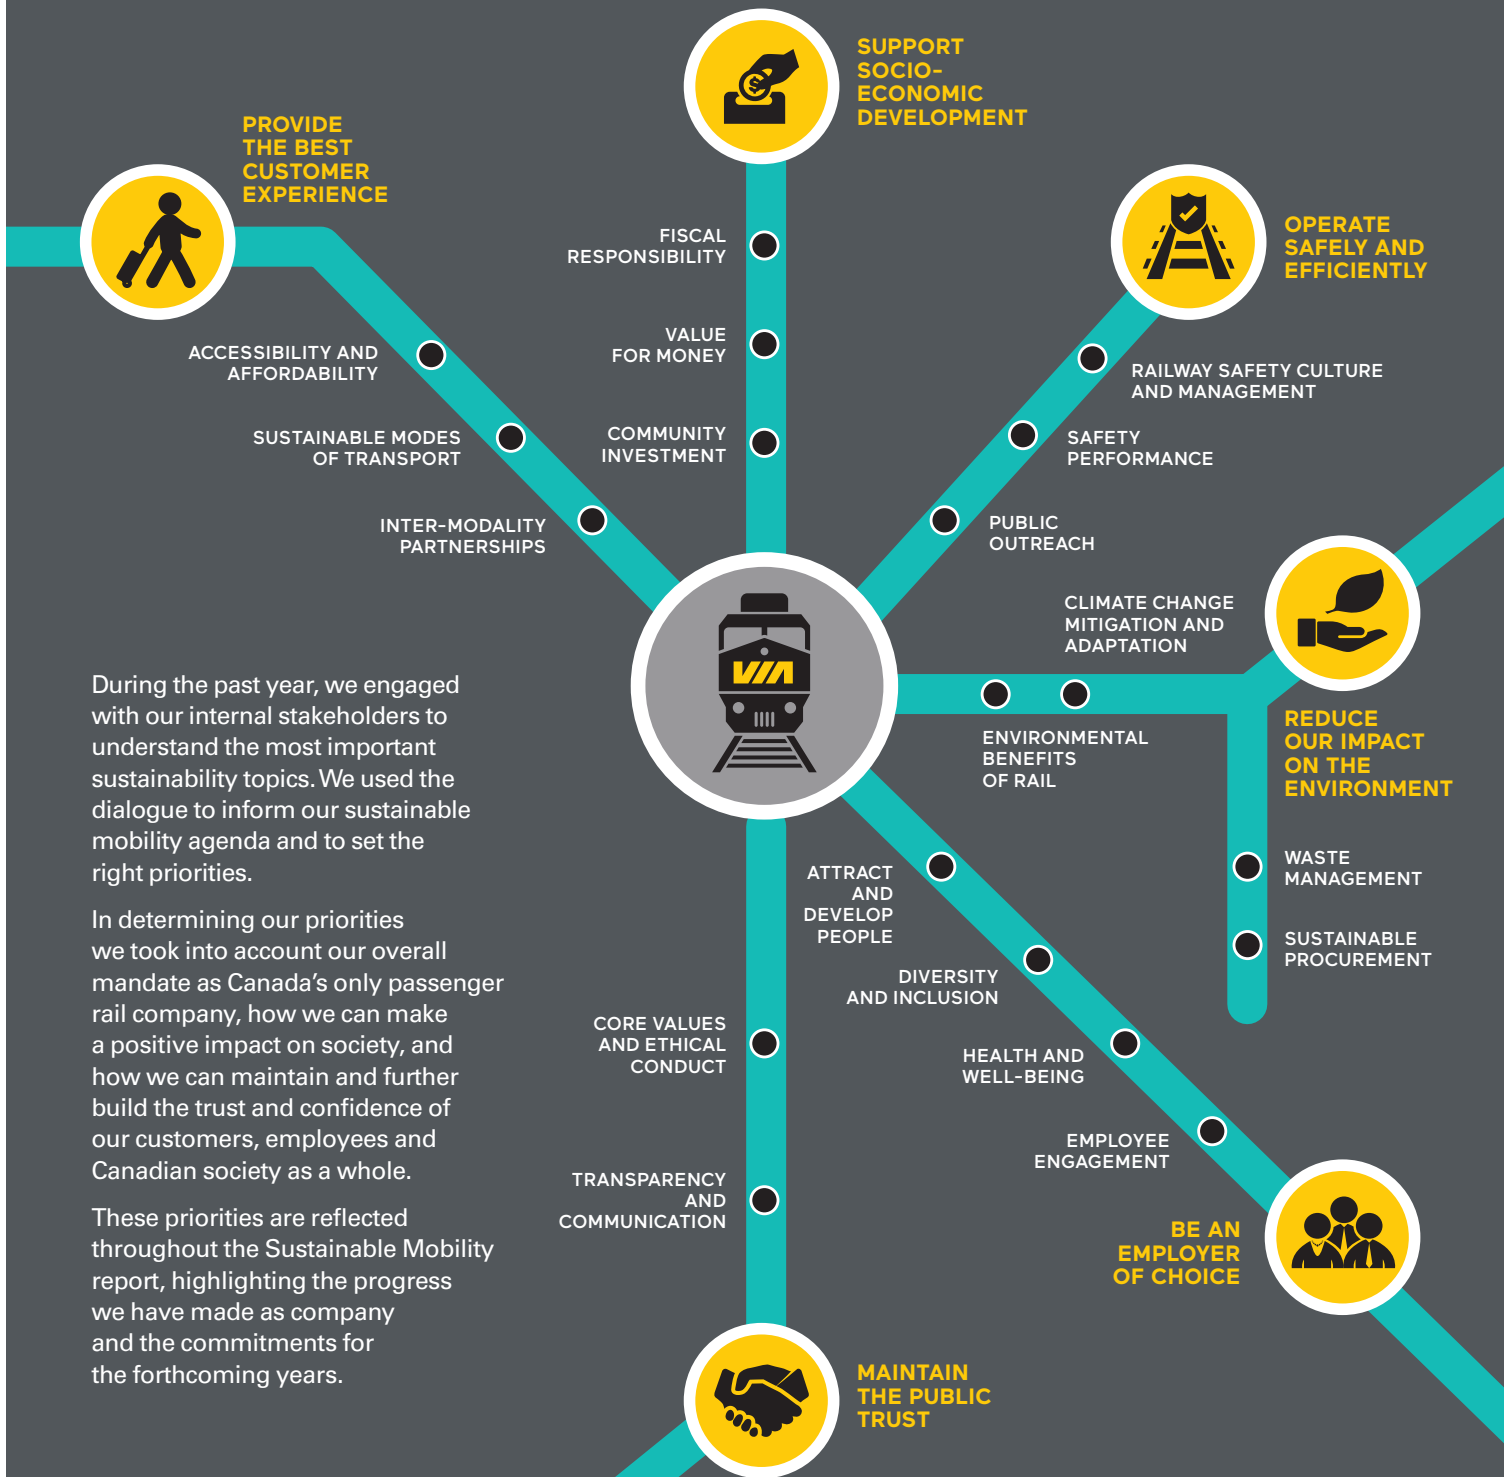 SUPPORT
SOCIO-
ECONOMIC
DEVELOPMENT
PROVIDE
THE BEST
CUSTOMER
EXPERIENCE
OPERATE
SAFELY AND
EFFICIENTLY
FISCAL
RESPONSIBILITY
VALUE
FOR MONEY
COMMUNITY
INVESTMENT
ACCESSIBILITY AND
AFFORDABILITY
SUSTAINABLE MODES
OF TRANSPORT
INTER-MODALITY
PARTNERSHIPS
RAILWAY SAFETY CULTURE
AND MANAGEMENT
SAFETY
PERFORMANCE
PUBLIC
OUTREACH
CLIMATE CHANGE
MITIGATION AND
ADAPTATION
VIA
ENVIRONMENTAL
BENEFITS
OF RAIL
REDUCE
OUR IMPACT
ON THE
ENVIRONMENT
WASTE
MANAGEMENT
SUSTAINABLE
PROCUREMENT
During the past year, we engaged
with our internal stakeholders to
understand the most important
sustainability topics. We used the
dialogue to inform our sustainable
mobility agenda and to set the
right priorities.
In determining our priorities
we took into account our overall
mandate as Canada's only passenger
rail company, how we can make
a positive impact on society, and
how we can maintain and further
build the trust and confidence of
our customers, employees and
Canadian society as a whole.
These priorities are reflected
throughout the Sustainable Mobility
report, highlighting the progress
we have made as company
and the commitments for
the forthcoming years.
ATTRACT
AND
DEVELOP
PEOPLE
DIVERSITY
AND INCLUSION
HEALTH AND
WELL-BEING
EMPLOYEE
ENGAGEMENT
BE AN
EMPLOYER
OF CHOICE
CORE VALUES
AND ETHICAL
CONDUCT
TRANSPARENCY
AND
COMMUNICATION
MAINTAIN
THE PUBLIC
TRUST
$